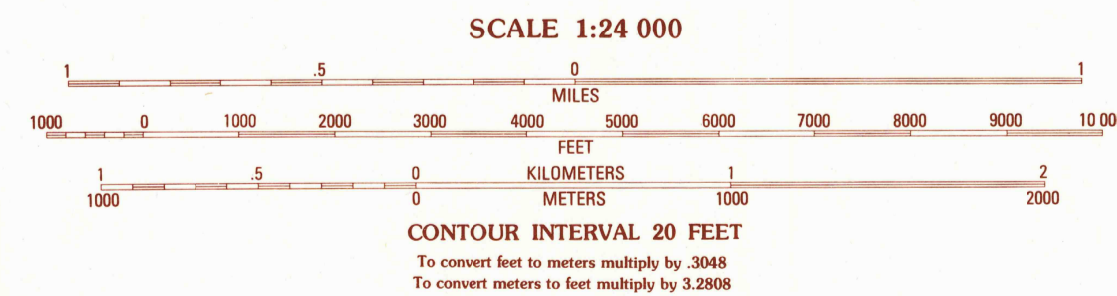 SCALE 1:24 000
1 .5 0 1
MILES
1000 0 1000 2000 3000 4000 5000 6000 7000 8000 9000 10 00
FEET
1 .5 0 KILOMETERS 1 2
1000 0 METERS 1000 2000
CONTOUR INTERVAL 20 FEET
To convert feet to meters multiply by .3048
To convert meters to feet multiply by 3.2808